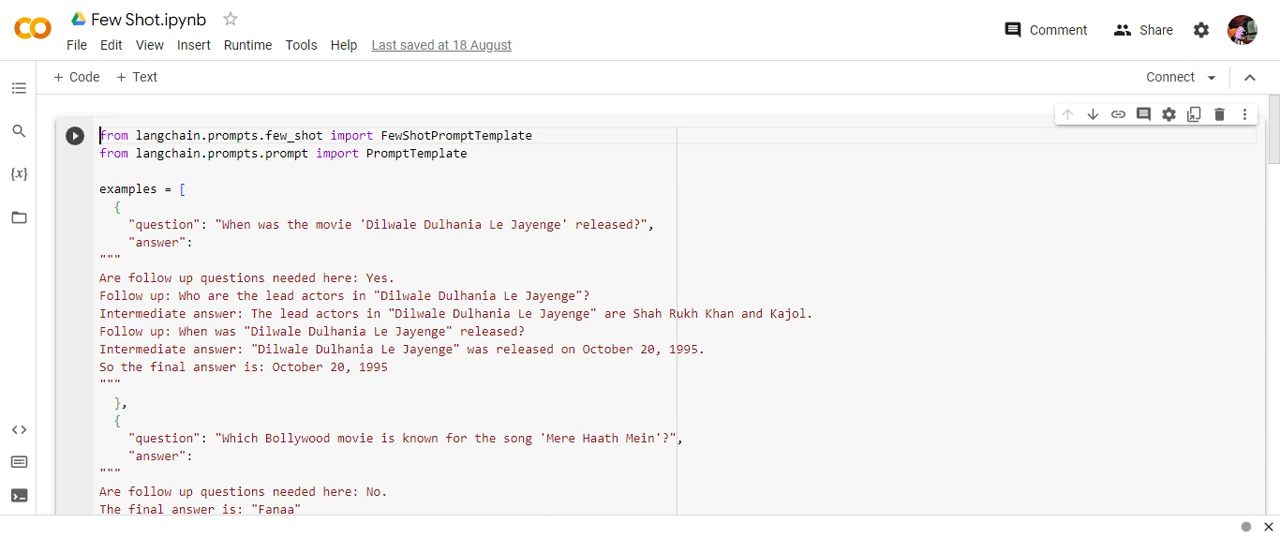 Few Shot.ipynb
File Edit View Insert Runtime Tools Help Last saved at 18 August
Comment Share
+ Code + Text
Connect
from langchain.prompts.few_shot import FewShotPromptTemplate
from langchain.prompts.prompt import PromptTemplate
examples = [
{
"question": "When was the movie 'Dilwale Dulhania Le Jayenge' released?",
"answer":
"""
Are follow up questions needed here: Yes.
Follow up: Who are the lead actors in "Dilwale Dulhania Le Jayenge"?
Intermediate answer: The lead actors in "Dilwale Dulhania Le Jayenge" are Shah Rukh Khan and Kajol.
Follow up: When was "Dilwale Dulhania Le Jayenge" released?
Intermediate answer: "Dilwale Dulhania Le Jayenge" was released on October 20, 1995.
So the final answer is: October 20, 1995
"""
},
{
"question": "Which Bollywood movie is known for the song 'Mere Haath Mein'?",
"answer":
"""
Are follow up questions needed here: No.
The final answer is: "Fanaa"